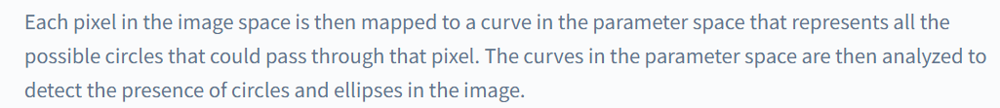 Each pixel in the image space is then mapped to a curve in the parameter space that represents all the
possible circles that could pass through that pixel. The curves in the parameter space are then analyzed to
detect the presence of circles and ellipses in the image.